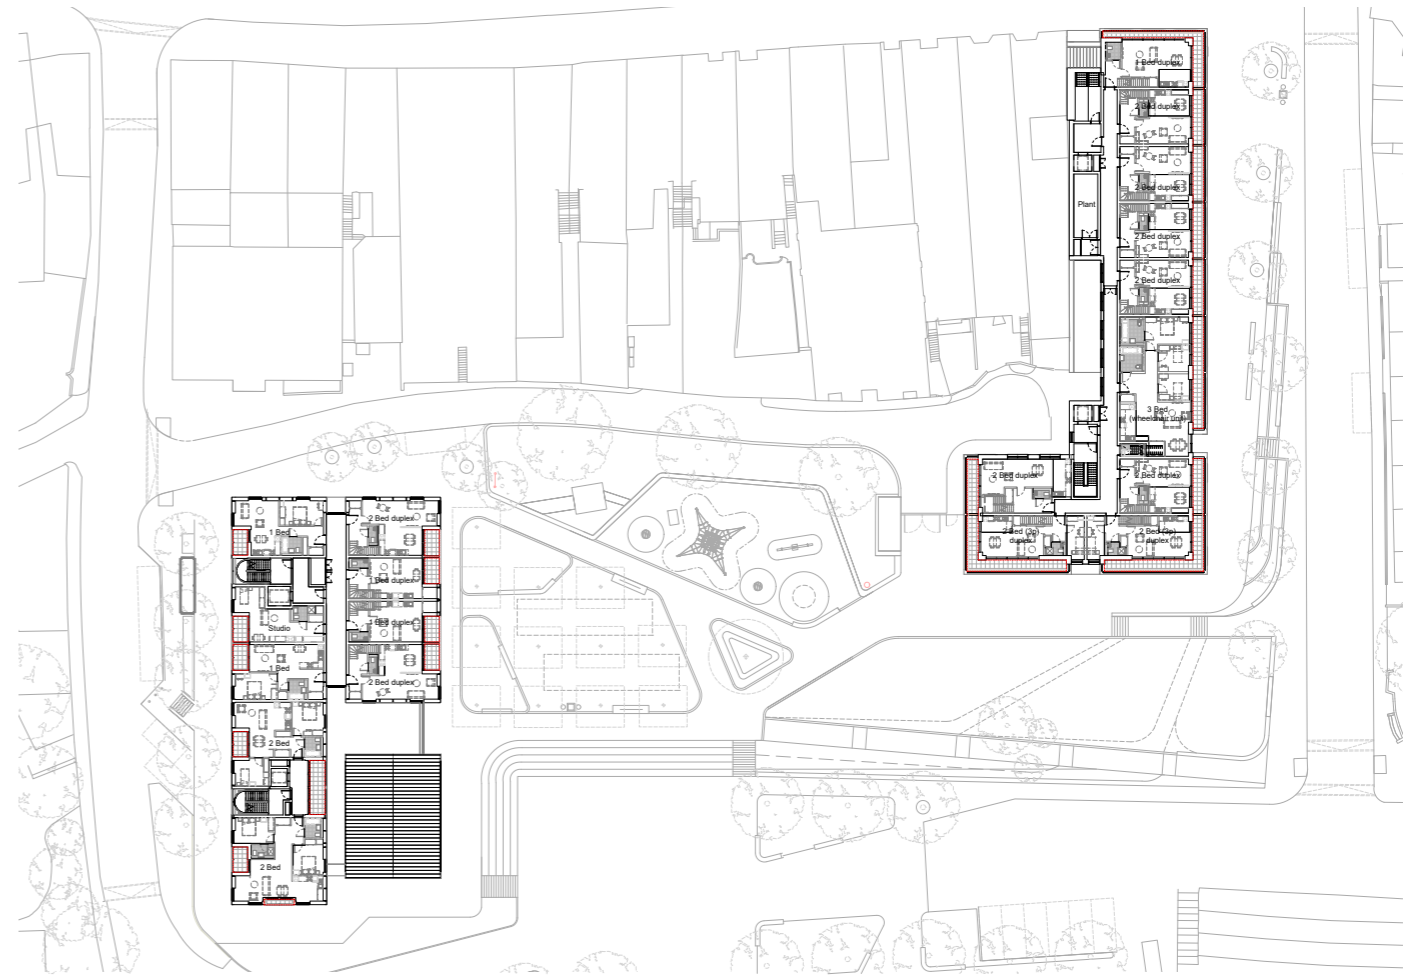 1 Bed duplex
2 Bed duplex
2 Bed duplex
Plant
2 Bed duplex
2 Bed duplex
3 Bed
(wheelchair unit)
2 Bed duplex
2 Bed duplex
2 Bed (3p)
duplex
2 Bed (3p)
duplex
1 Bed
2 Bed duplex
1 Bed duplex
Studio
1 Bed duplex
1 Bed
2 Bed duplex
2 Bed
2 Bed